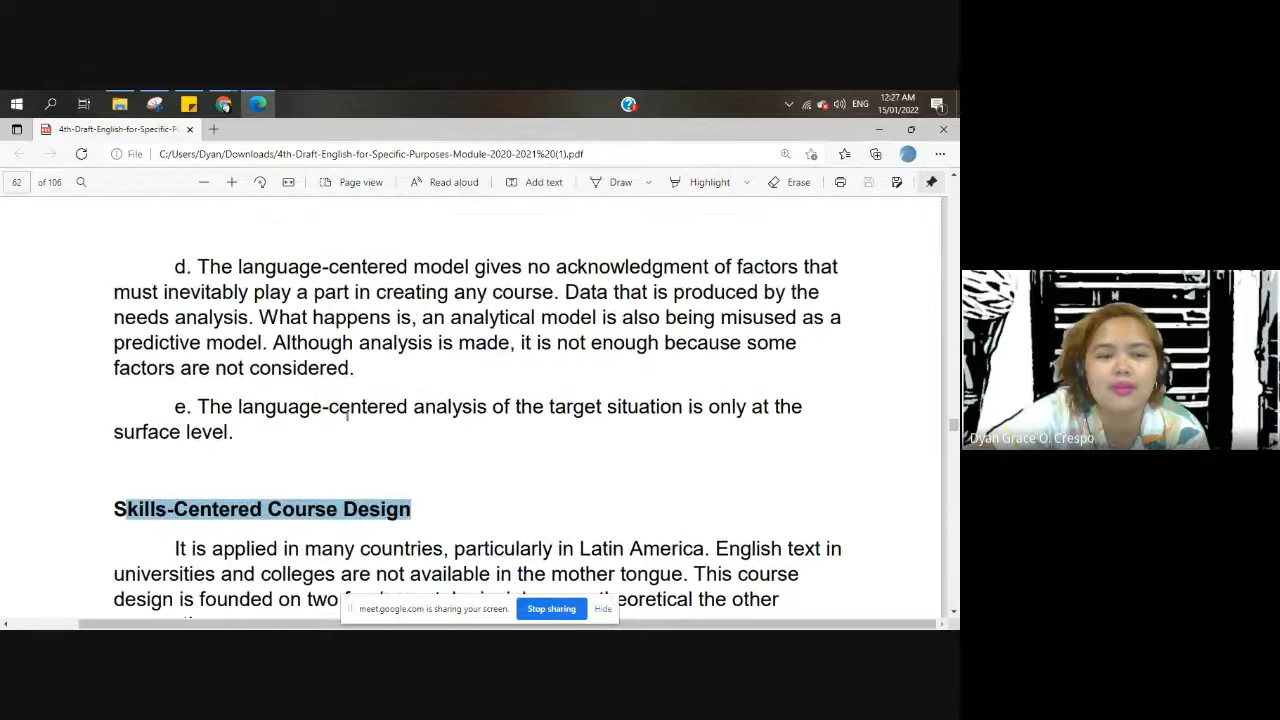 12:27 AM
ENG
15/01/2022
4th-Draft-English-for-Specific-P
File C:/Users/Dyan/Downloads/4th-Draft-English-for-Specific-Purposes-Module-2020-2021%20(1).pdf
62 of 106 Page view Read aloud Add text Draw Highlight Erase
d. The language-centered model gives no acknowledgment of factors that
must inevitably play a part in creating any course. Data that is produced by the
needs analysis. What happens is, an analytical model is also being misused as a
predictive model. Although analysis is made, it is not enough because some
factors are not considered.
e. The language-centered analysis of the target situation is only at the
surface level.
Skills-Centered Course Design
It is applied in many countries, particularly in Latin America. English text in
universities and colleges are not available in the mother tongue. This course
design is founded on two theoretical the other
meet.google.com is sharing your screen. Stop sharing Hide
Dyan Grace O. Crespo